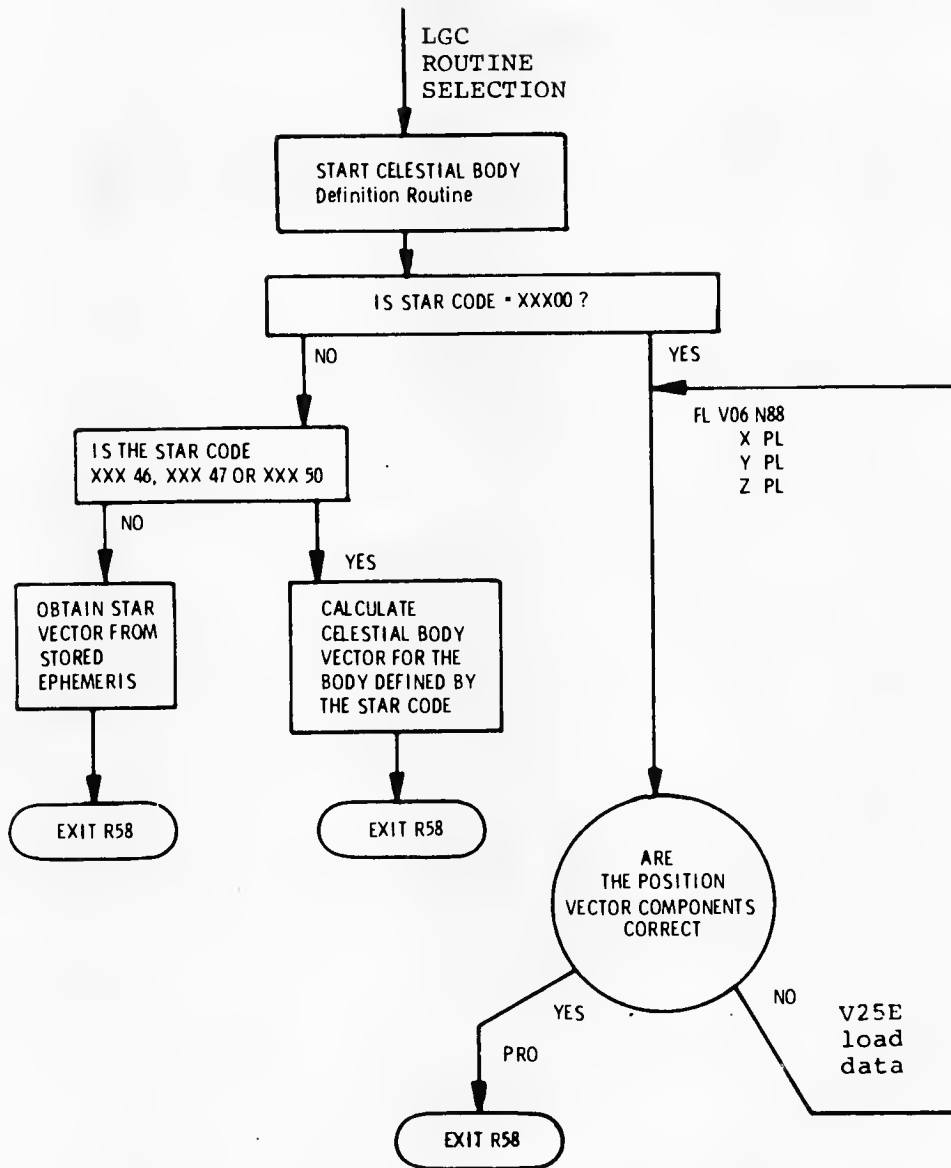 LGC
ROUTINE
SELECTION
START CELESTIAL BODY
Definition Routine
IS STAR CODE = XXX00 ?
NO
YES
FL V06 N88
X PL
Y PL
Z PL
IS THE STAR CODE
XXX 46, XXX 47 OR XXX 50
NO
YES
OBTAIN STAR
VECTOR FROM
STORED
EPHEMERIS
CALCULATE
CELESTIAL BODY
VECTOR FOR THE
BODY DEFINED BY
THE STAR CODE
EXIT R58
EXIT R58
ARE
THE POSITION
VECTOR COMPONENTS
CORRECT
YES
NO
PRO
V25E
load
data
EXIT R58